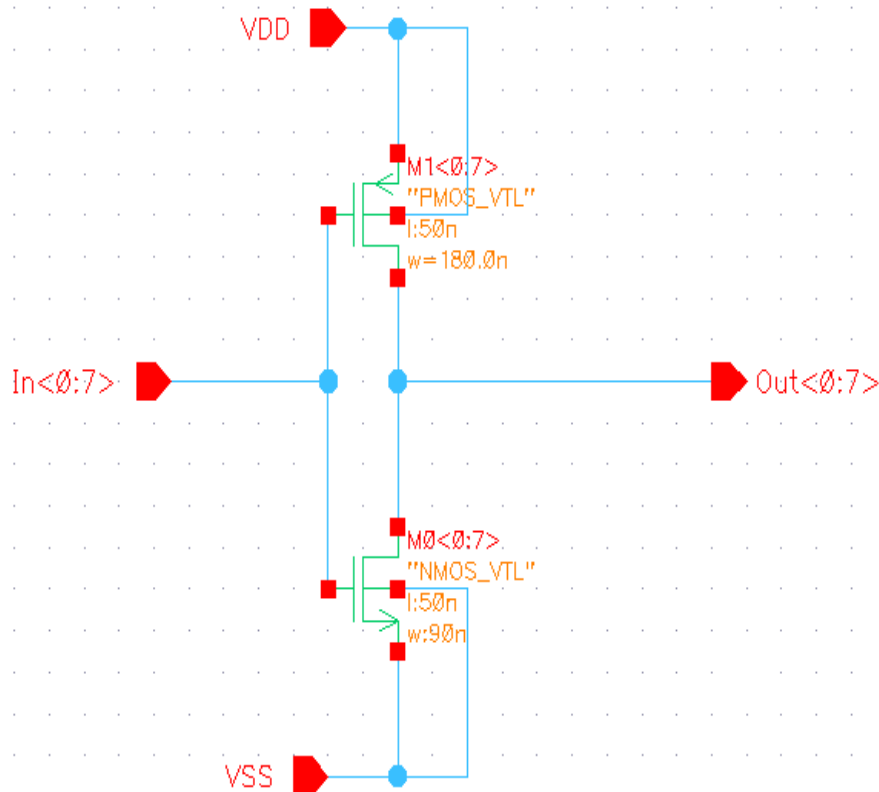 VDD
M1<0:7>
"PMOS_VTL"
l:50n
w=180.0n
In<0:7>
Out<0:7>
M0<0:7>
"NMOS_VTL"
l:50n
w:90n
VSS